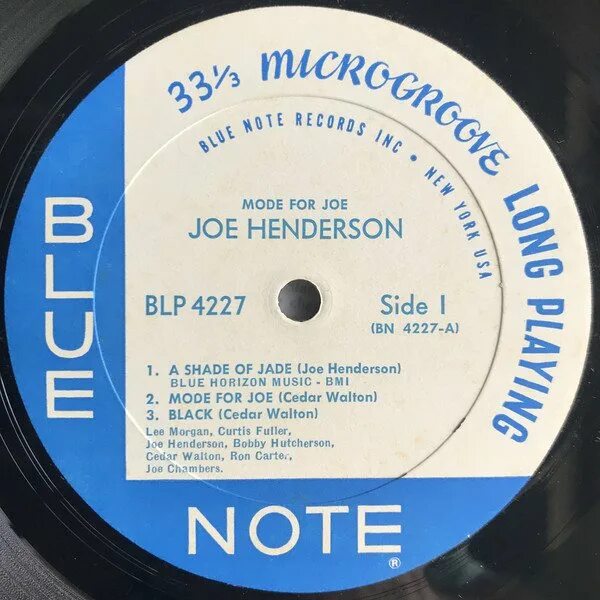 33⅓ MICROGROOVE LONG PLAYING
BLUE NOTE RECORDS INC • NEW YORK USA
MODE FOR JOE
JOE HENDERSON
BLP 4227 Side 1
(BN 4227-A)
1. A SHADE OF JADE (Joe Henderson)
BLUE HORIZON MUSIC - BMI
2. MODE FOR JOE (Cedar Walton)
3. BLACK (Cedar Walton)
Lee Morgan, Curtis Fuller,
Joe Henderson, Bobby Hutcherson,
Cedar Walton, Ron Carter,
Joe Chambers.
BLUE
NOTE®